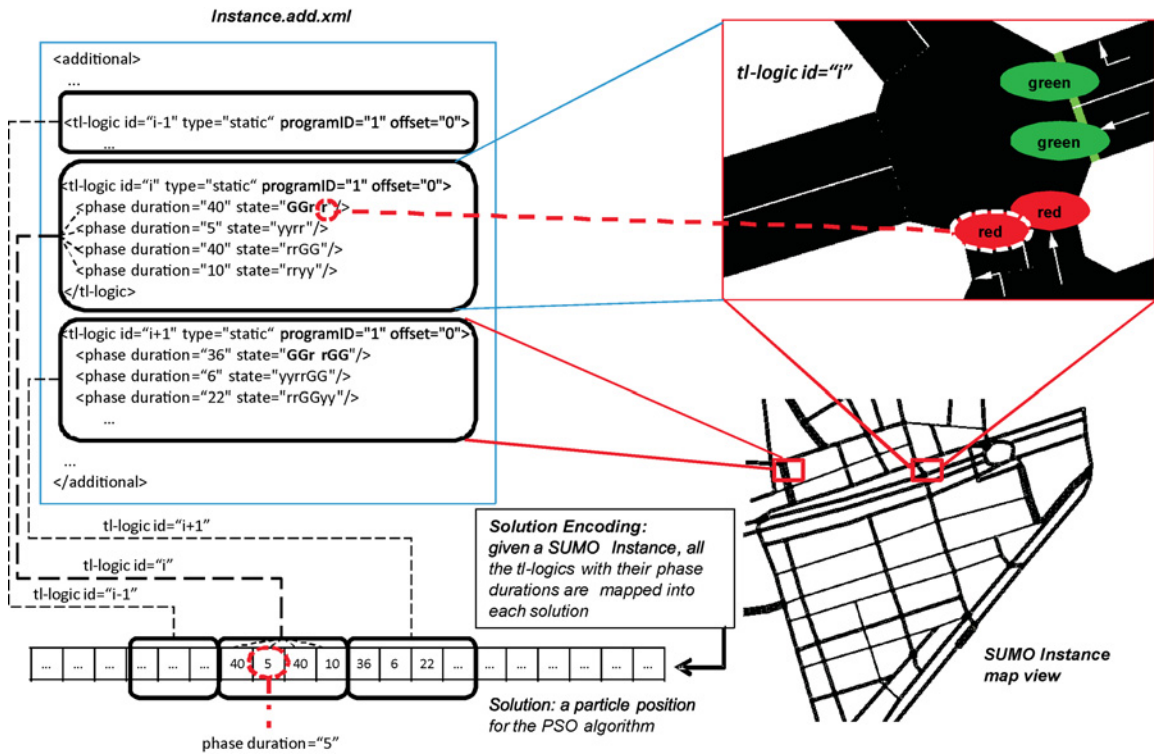 Instance.add.xml
<additional>
...
<tl-logic id=“i-1" type="static“ programID="1" offset="0">
...
<tl-logic id=“i" type="static“ programID="1" offset="0">
<phase duration="40" state="GGr r"/>
<phase duration="5" state="yyrr"/>
<phase duration="40" state="rrGG"/>
<phase duration="10" state="rryy"/>
</tl-logic>
<tl-logic id=“i+1" type="static“ programID="1" offset="0">
<phase duration=“36" state="GGr rGG"/>
<phase duration=“6" state="yyrrGG"/>
<phase duration=“22" state="rrGGyy"/>
...
...
</additional>
tl-logic id=“i”
green
green
red
red
tl-logic id=“i+1”
tl-logic id=“i”
tl-logic id=“i-1”
Solution Encoding:
given a SUMO Instance, all
the tl-logics with their phase
durations are mapped into
each solution
... ... ... ... ... ... 40 5 40 10 36 6 22 ... ... ... ... ... ... ...
SUMO Instance
map view
Solution: a particle position
for the PSO algorithm
phase duration=“5”